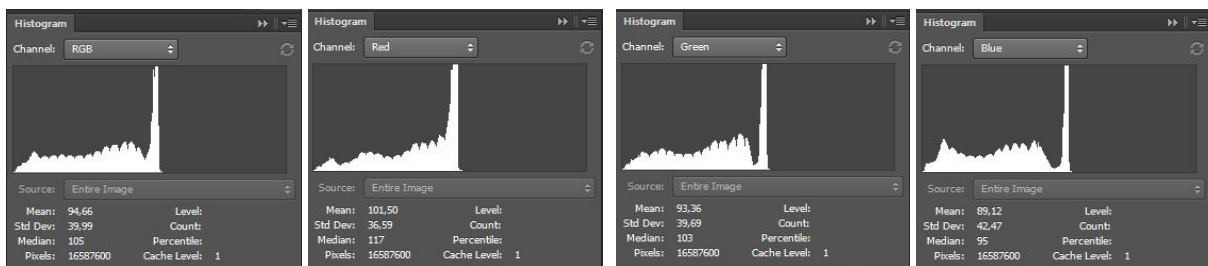 Histogram
Channel: RGB
Source: Entire Image
Mean: 94,66 Level:
Std Dev: 39,99 Count:
Median: 105 Percentile:
Pixels: 16587600 Cache Level: 1
Histogram
Channel: Red
Source: Entire Image
Mean: 101,50 Level:
Std Dev: 36,59 Count:
Median: 117 Percentile:
Pixels: 16587600 Cache Level: 1
Histogram
Channel: Green
Source: Entire Image
Mean: 93,36 Level:
Std Dev: 39,69 Count:
Median: 103 Percentile:
Pixels: 16587600 Cache Level: 1
Histogram
Channel: Blue
Source: Entire Image
Mean: 89,12 Level:
Std Dev: 42,47 Count:
Median: 95 Percentile:
Pixels: 16587600 Cache Level: 1